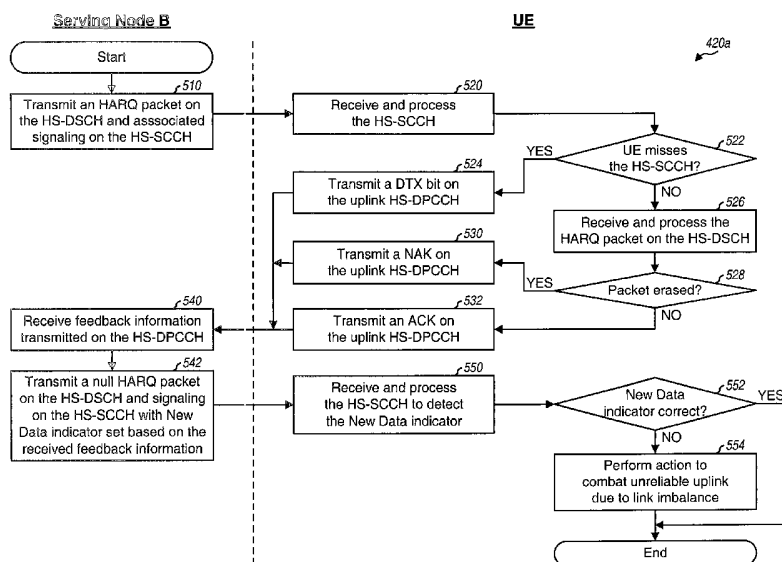 Serving Node B
UE
420a
Start
510
Transmit an HARQ packet on
the HS-DSCH and asssociated
signaling on the HS-SCCH
520
Receive and process
the HS-SCCH
522
UE misses
the HS-SCCH?
YES
NO
524
Transmit a DTX bit on
the uplink HS-DPCCH
526
Receive and process the
HARQ packet on the HS-DSCH
530
Transmit a NAK on
the uplink HS-DPCCH
528
Packet erased?
YES
NO
532
Transmit an ACK on
the uplink HS-DPCCH
540
Receive feedback information
transmitted on the HS-DPCCH
542
Transmit a null HARQ packet
on the HS-DSCH and signaling
on the HS-SCCH with New
Data indicator set based on the
received feedback information
550
Receive and process
the HS-SCCH to detect
the New Data indicator
552
New Data
indicator correct?
YES
NO
554
Perform action to
combat unreliable uplink
due to link imbalance
End